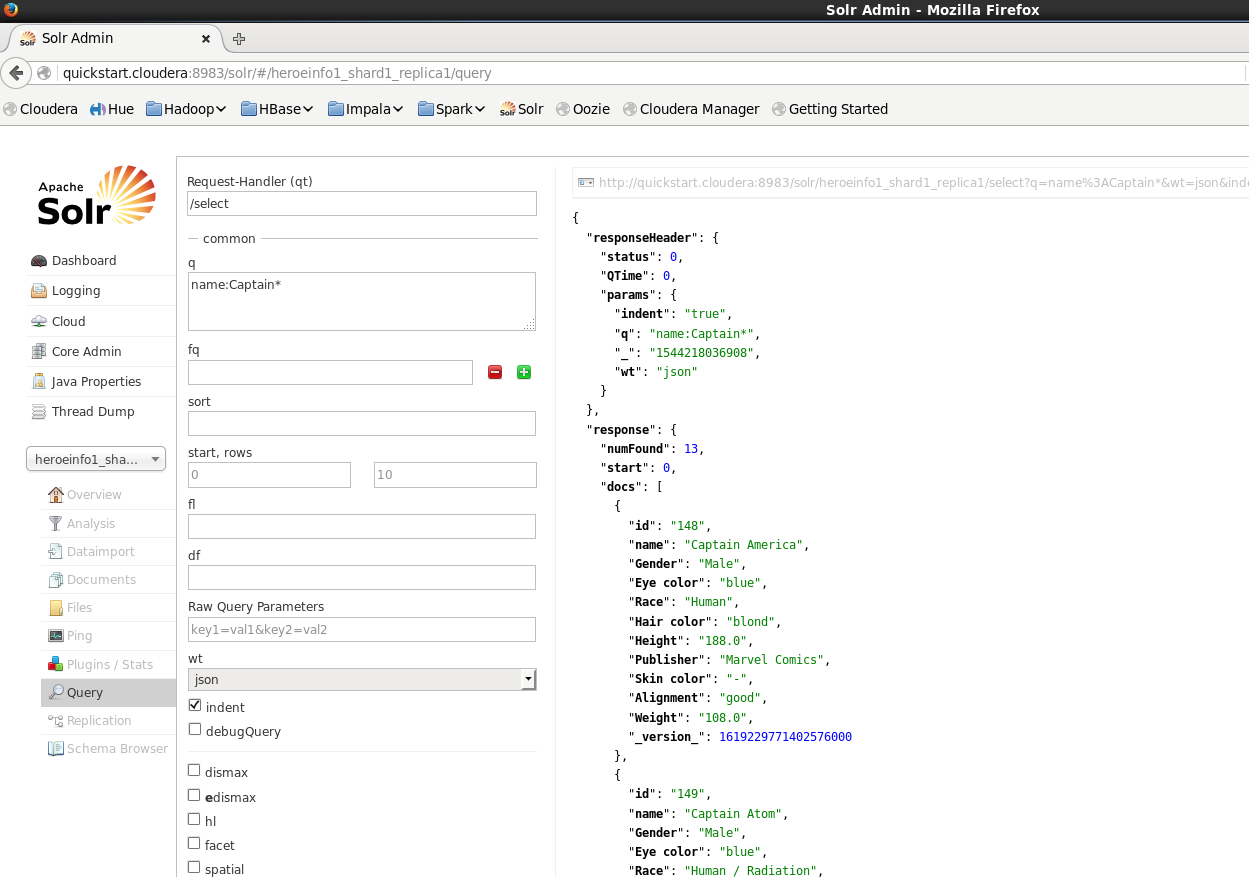 Solr Admin - Mozilla Firefox
Solr Admin
quickstart.cloudera:8983/solr/#/heroeinfo1_shard1_replica1/query
Cloudera Hue Hadoop HBase Impala Spark Solr Oozie Cloudera Manager Getting Started
Apache
Solr
Dashboard
Logging
Cloud
Core Admin
Java Properties
Thread Dump
heroeinfo1_sha...
Overview
Analysis
Dataimport
Documents
Files
Ping
Plugins / Stats
Query
Replication
Schema Browser
Request-Handler (qt)
/select
common
q
name:Captain*
fq
sort
start, rows
0 10
fl
df
Raw Query Parameters
key1=val1&key2=val2
wt
json
indent
debugQuery
dismax
edismax
hl
facet
spatial
http://quickstart.cloudera:8983/solr/heroeinfo1_shard1_replica1/select?q=name%3ACaptain*&wt=json&inde
{
"responseHeader": {
"status": 0,
"QTime": 0,
"params": {
"indent": "true",
"q": "name:Captain*",
"_": "1544218036908",
"wt": "json"
}
},
"response": {
"numFound": 13,
"start": 0,
"docs": [
{
"id": "148",
"name": "Captain America",
"Gender": "Male",
"Eye color": "blue",
"Race": "Human",
"Hair color": "blond",
"Height": "188.0",
"Publisher": "Marvel Comics",
"Skin color": "-",
"Alignment": "good",
"Weight": "108.0",
"_version_": 1619229771402576000
},
{
"id": "149",
"name": "Captain Atom",
"Gender": "Male",
"Eye color": "blue",
"Race": "Human / Radiation",